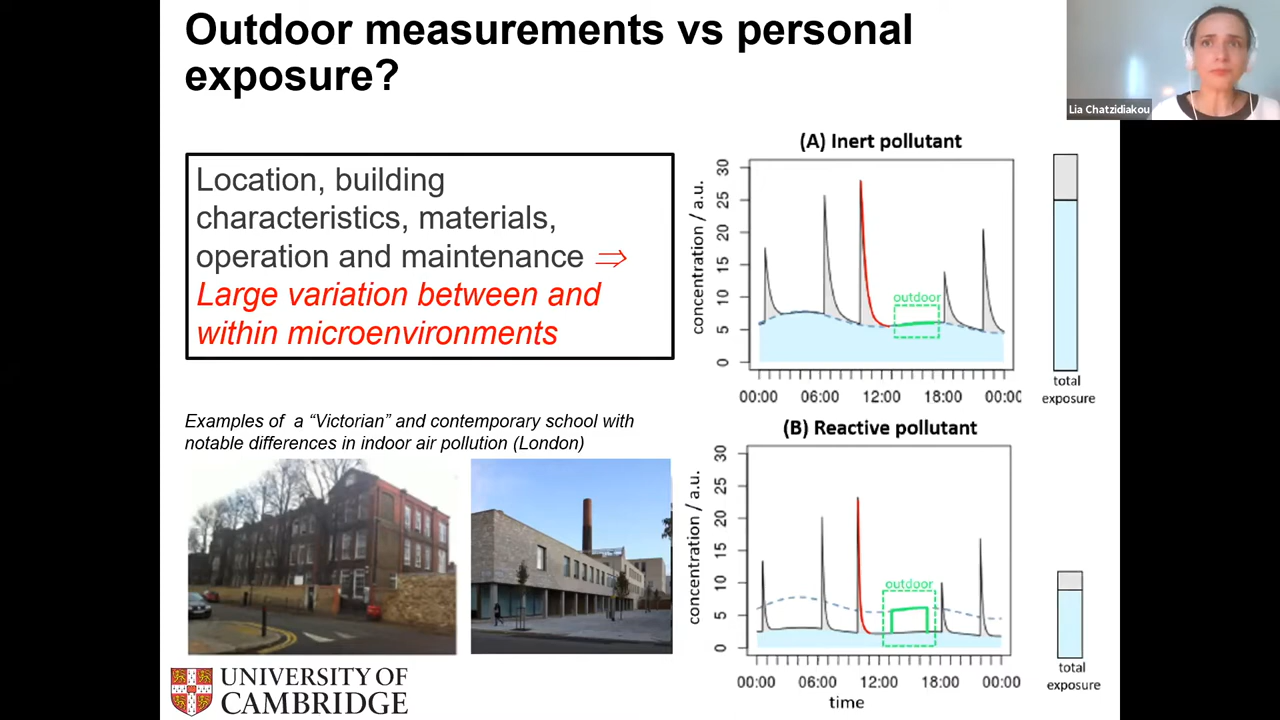 Outdoor measurements vs personal
exposure?
Lia Chatzidiakou
Location, building
characteristics, materials,
operation and maintenance ⇒
Large variation between and
within microenvironments
Examples of a “Victorian” and contemporary school with
notable differences in indoor air pollution (London)
UNIVERSITY OF
CAMBRIDGE
(A) Inert pollutant
concentration / a.u.
30
25
20
15
10
5
0
outdoor
00:00 06:00 12:00 18:00 00:00
total
exposure
(B) Reactive pollutant
concentration / a.u.
30
25
20
15
10
5
0
outdoor
00:00 06:00 12:00 18:00 00:00
time
total
exposure